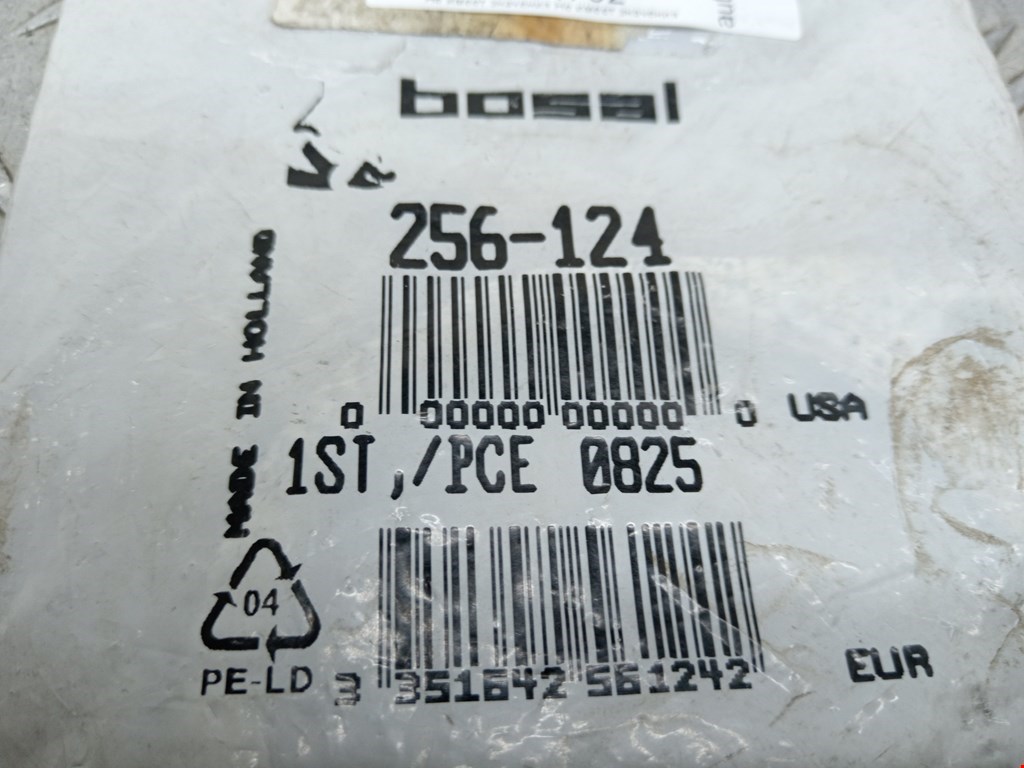 bosal
256-124
MADE IN HOLLAND
0 00000 00000 0 USA
1ST,/PCE 0825
04
PE-LD
3 351642 561242 EUR